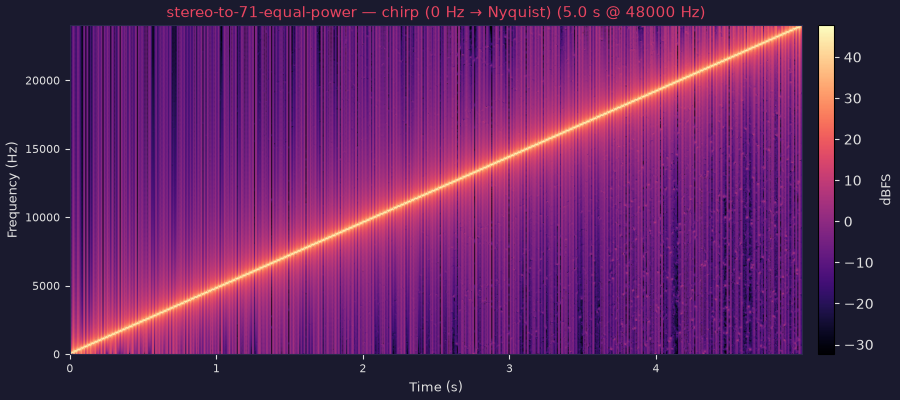 stereo-to-71-equal-power — chirp (0 Hz → Nyquist) (5.0 s @ 48000 Hz)
Frequency (Hz)
20000
15000
10000
5000
0
0 1 2 3 4
Time (s)
40
30
20
10
0
−10
−20
−30
dBFS